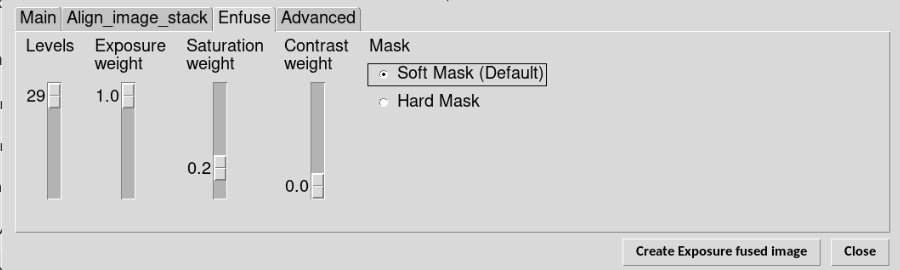 Main Align_image_stack Enfuse Advanced
Levels Exposure weight Saturation weight Contrast weight Mask
29 1.0 0.2 0.0
Soft Mask (Default)
Hard Mask
Create Exposure fused image Close